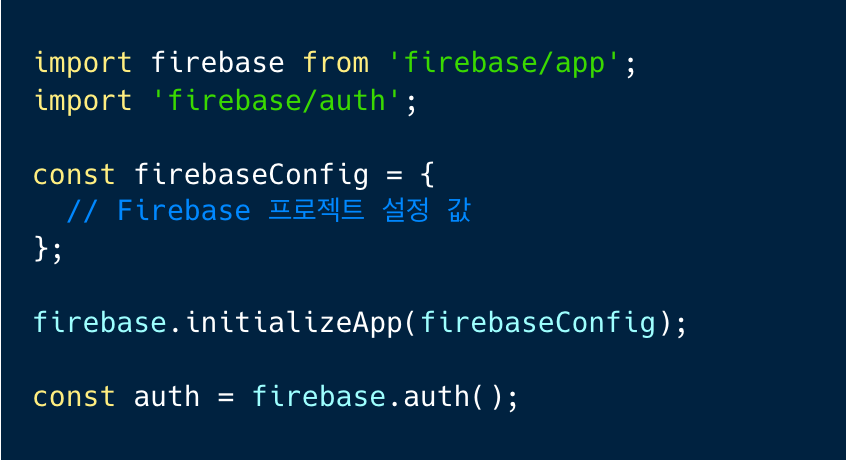 import firebase from 'firebase/app';
import 'firebase/auth';
const firebaseConfig = {
  // Firebase 프로젝트 설정 값
};
firebase.initializeApp(firebaseConfig);
const auth = firebase.auth();